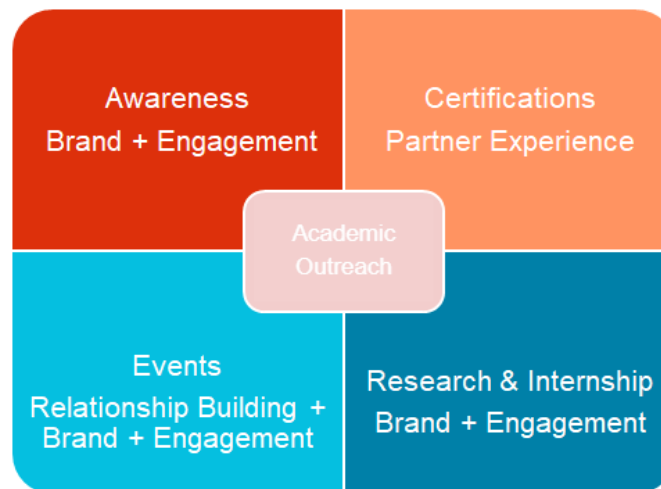 Awareness
Brand + Engagement
Certifications
Partner Experience
Academic
Outreach
Events
Relationship Building +
Brand + Engagement
Research & Internship
Brand + Engagement